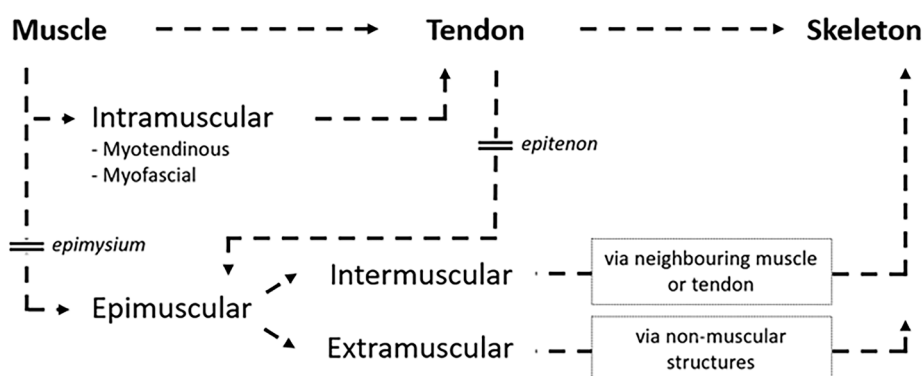 Muscle
Tendon
Skeleton
Intramuscular
- Myotendinous
- Myofascial
epitenon
epimysium
Intermuscular
via neighbouring muscle
or tendon
Epimuscular
Extramuscular
via non-muscular
structures